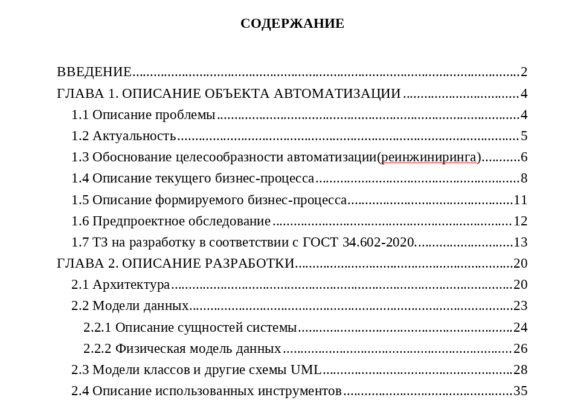 СОДЕРЖАНИЕ
ВВЕДЕНИЕ....................................................................................................................2
ГЛАВА 1. ОПИСАНИЕ ОБЪЕКТА АВТОМАТИЗАЦИИ...................................4
1.1 Описание проблемы...........................................................................................4
1.2 Актуальность.......................................................................................................5
1.3 Обоснование целесообразности автоматизации(реинжиниринга)...........6
1.4 Описание текущего бизнес-процесса.............................................................8
1.5 Описание формируемого бизнес-процесса..................................................11
1.6 Предпроектное обследование........................................................................12
1.7 ТЗ на разработку в соответствии с ГОСТ 34.602-2020..............................13
ГЛАВА 2. ОПИСАНИЕ РАЗРАБОТКИ..................................................................20
2.1 Архитектура.......................................................................................................20
2.2 Модели данных..................................................................................................23
2.2.1 Описание сущностей системы.................................................................24
2.2.2 Физическая модель данных.....................................................................26
2.3 Модели классов и другие схемы UML.........................................................28
2.4 Описание использованных инструментов...................................................35